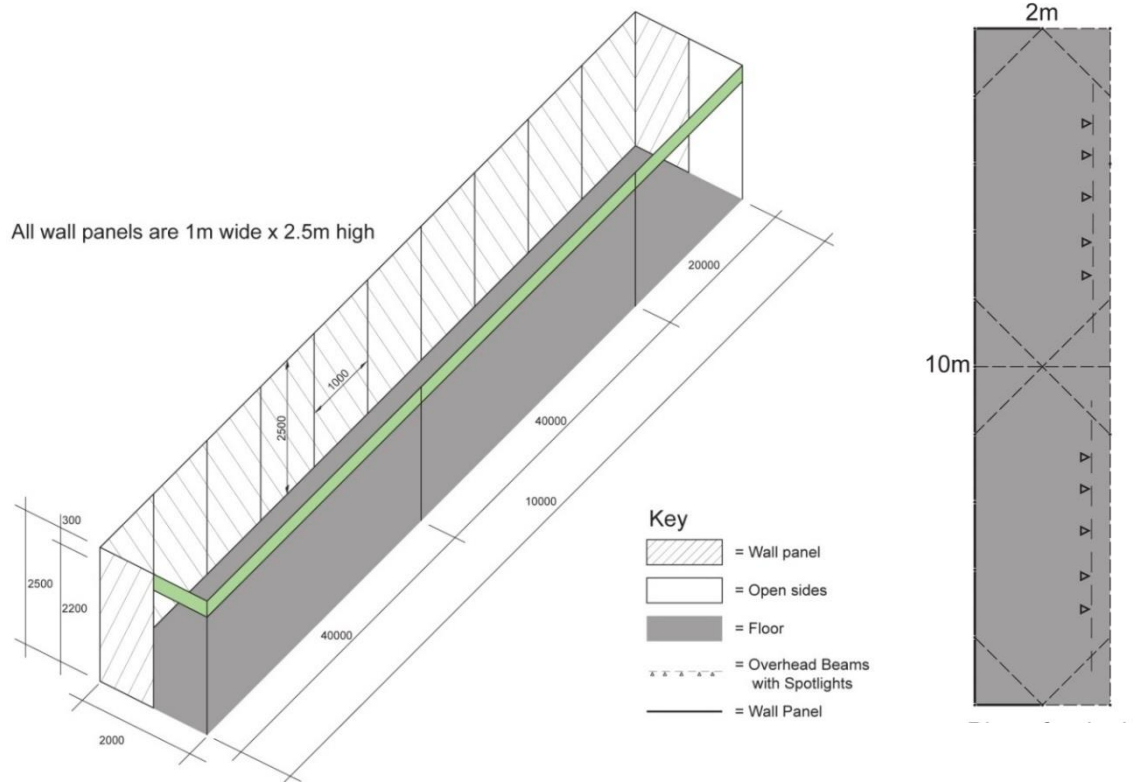 2m
All wall panels are 1m wide x 2.5m high
20000
1000
2500
40000
10000
10m
300
2500
2200
40000
2000
Key
= Wall panel
= Open sides
= Floor
= Overhead Beams
with Spotlights
= Wall Panel